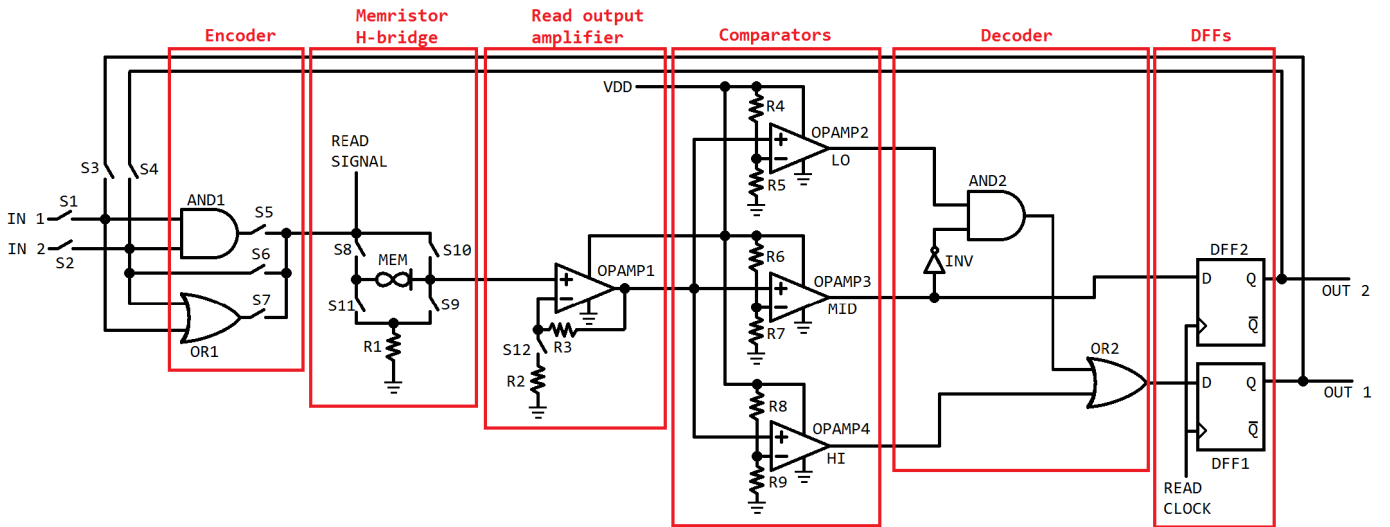 Encoder
Memristor
H-bridge
Read output
amplifier
Comparators
Decoder
DFFs
VDD
R4
OPAMP2
LO
R5
READ
SIGNAL
S3
S4
AND1
S5
S1
IN 1
IN 2
S2
S6
S7
OR1
S8
S10
MEM
S11
S9
R1
OPAMP1
S12
R3
R2
R6
OPAMP3
MID
R7
R8
OPAMP4
HI
R9
AND2
INV
OR2
DFF2
D
Q
Q̅
OUT 2
D
Q
Q̅
OUT 1
DFF1
READ
CLOCK